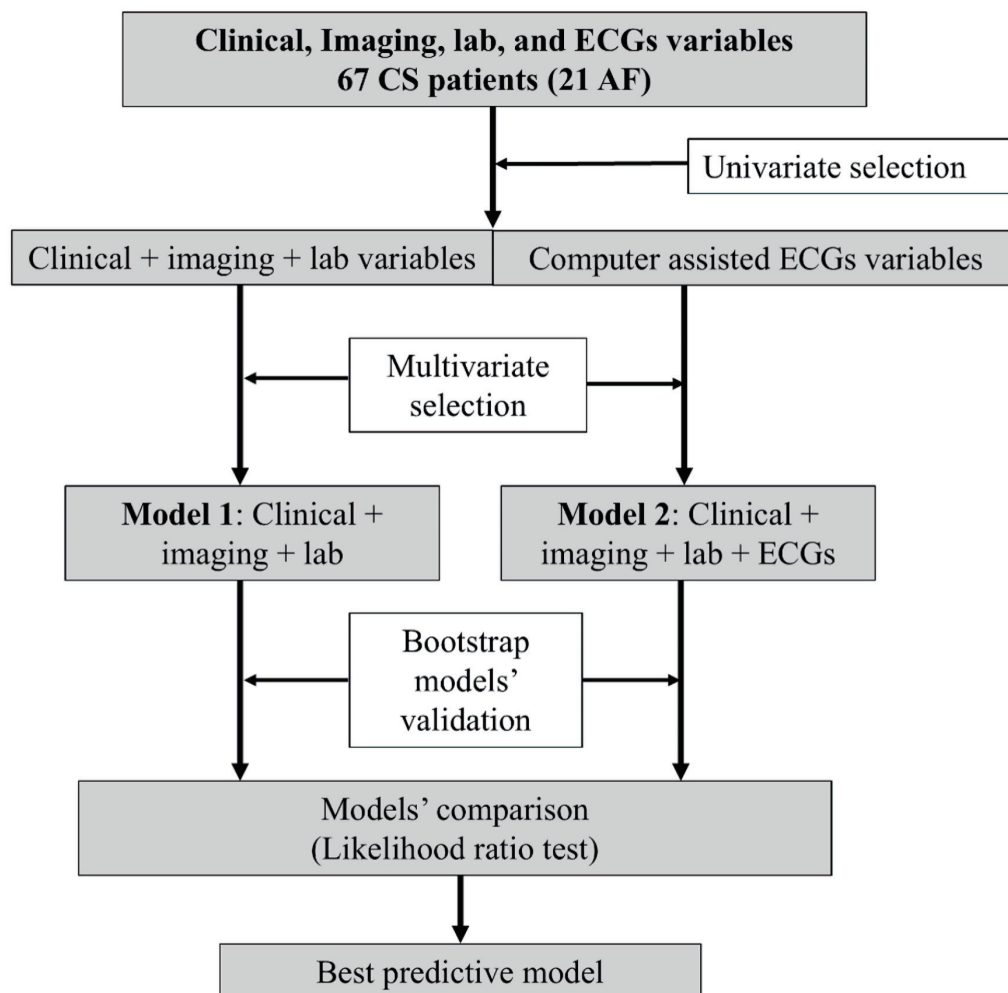 Clinical, Imaging, lab, and ECGs variables
67 CS patients (21 AF)
Univariate selection
Clinical + imaging + lab variables
Computer assisted ECGs variables
Multivariate
selection
Model 1: Clinical +
imaging + lab
Model 2: Clinical +
imaging + lab + ECGs
Bootstrap
models’
validation
Models’ comparison
(Likelihood ratio test)
Best predictive model